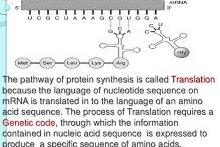 mRNA
5'
3'
U C G C U A A A G C G U G G A
Gly
Met Ser Leu Lys Arg
The pathway of protein synthesis is called Translation
because the language of nucleotide sequence on
mRNA is translated in to the language of an amino
acid sequence. The process of Translation requires a
Genetic code, through which the information
contained in nucleic acid sequence is expressed to
produce a specific sequence of amino acids.